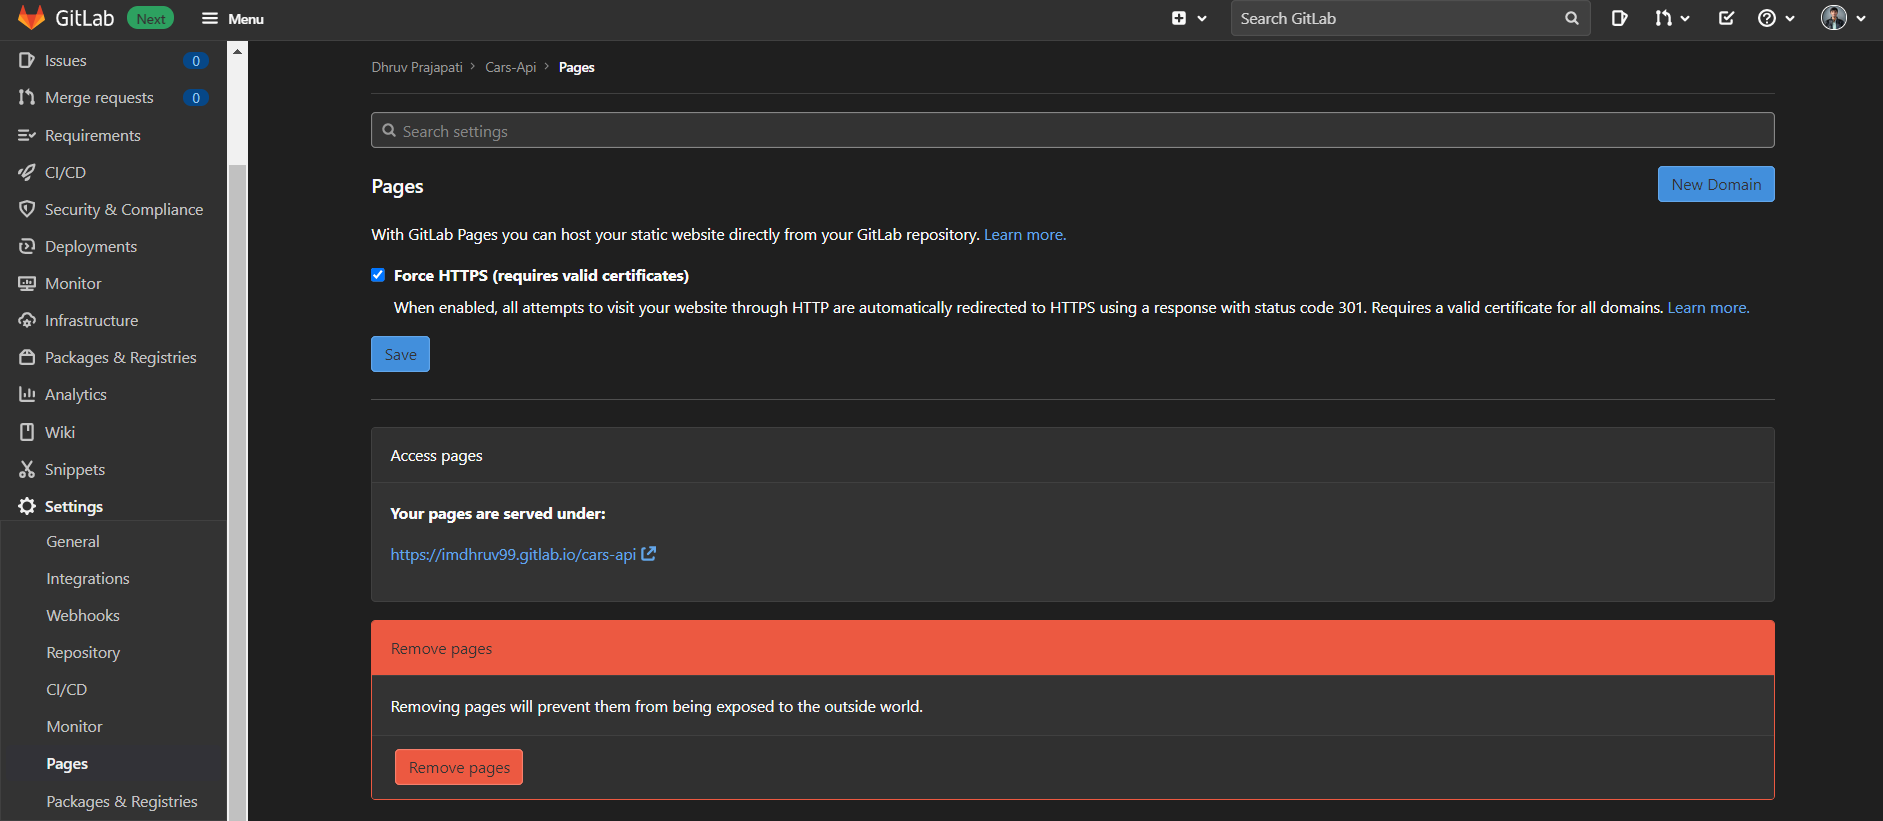 GitLab Next Menu Search GitLab
Issues 0
Merge requests 0
Requirements
CI/CD
Security & Compliance
Deployments
Monitor
Infrastructure
Packages & Registries
Analytics
Wiki
Snippets
Settings
General
Integrations
Webhooks
Repository
CI/CD
Monitor
Pages
Packages & Registries
Dhruv Prajapati > Cars-Api > Pages
Search settings
Pages
New Domain
With GitLab Pages you can host your static website directly from your GitLab repository. Learn more.
Force HTTPS (requires valid certificates)
When enabled, all attempts to visit your website through HTTP are automatically redirected to HTTPS using a response with status code 301. Requires a valid certificate for all domains. Learn more.
Save
Access pages
Your pages are served under:
https://imdhruv99.gitlab.io/cars-api
Remove pages
Removing pages will prevent them from being exposed to the outside world.
Remove pages